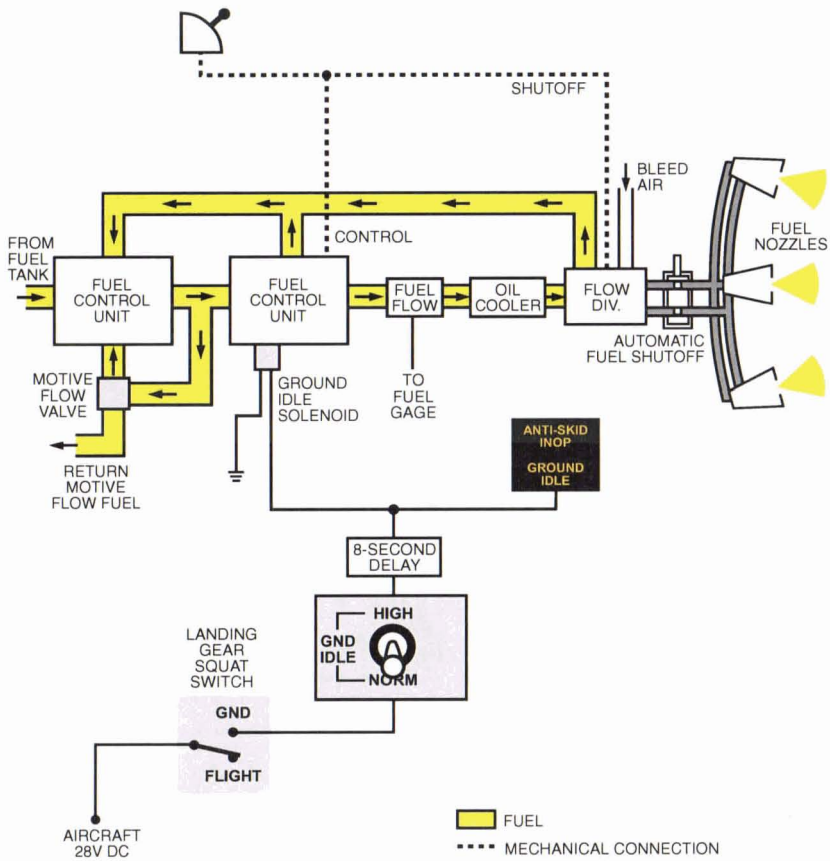 SHUTOFF
BLEED
AIR
FROM
FUEL
TANK
CONTROL
FUEL
NOZZLES
FUEL
CONTROL
UNIT
FUEL
CONTROL
UNIT
FUEL
FLOW
OIL
COOLER
FLOW
DIV.
AUTOMATIC
FUEL SHUTOFF
MOTIVE
FLOW
VALVE
GROUND
IDLE
SOLENOID
TO
FUEL
GAGE
RETURN
MOTIVE
FLOW FUEL
ANTI-SKID
INOP
GROUND
IDLE
8-SECOND
DELAY
HIGH
GND
IDLE
NORM
LANDING
GEAR
SQUAT
SWITCH
GND
FLIGHT
AIRCRAFT
28V DC
FUEL
MECHANICAL CONNECTION